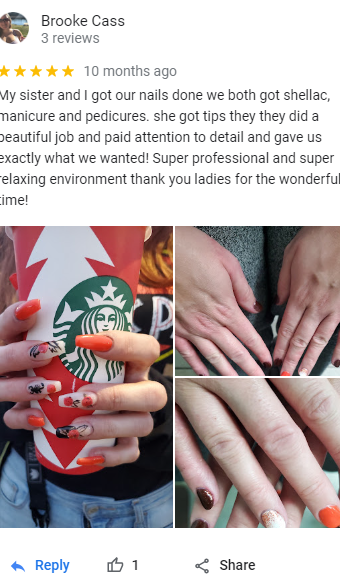 Brooke Cass
3 reviews
10 months ago
My sister and I got our nails done we both got shellac,
manicure and pedicures. she got tips they they did a
beautiful job and paid attention to detail and gave us
exactly what we wanted! Super professional and super
relaxing environment thank you ladies for the wonderful
time!
Reply
1
Share